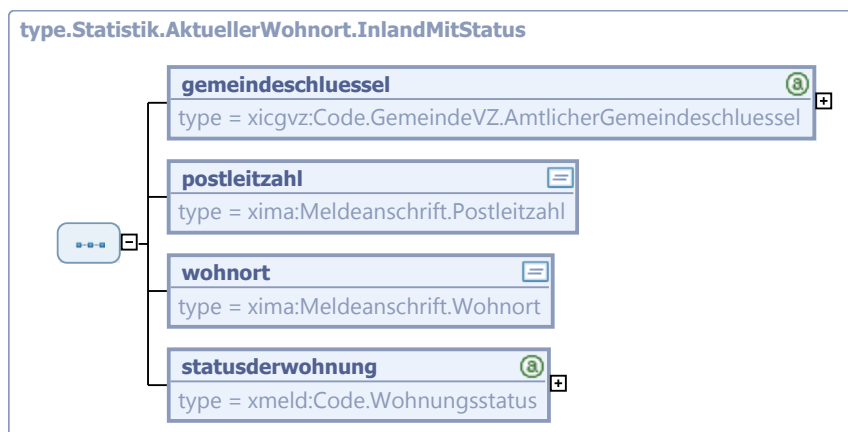 type.Statistik.AktuellerWohnort.InlandMitStatus
gemeindeschluessel
type = xicgvz:Code.GemeindeVZ.AmtlicherGemeindeschluessel
postleitzahl
type = xima:Meldeanschrift.Postleitzahl
wohnort
type = xima:Meldeanschrift.Wohnort
statusderwohnung
type = xmeld:Code.Wohnungsstatus